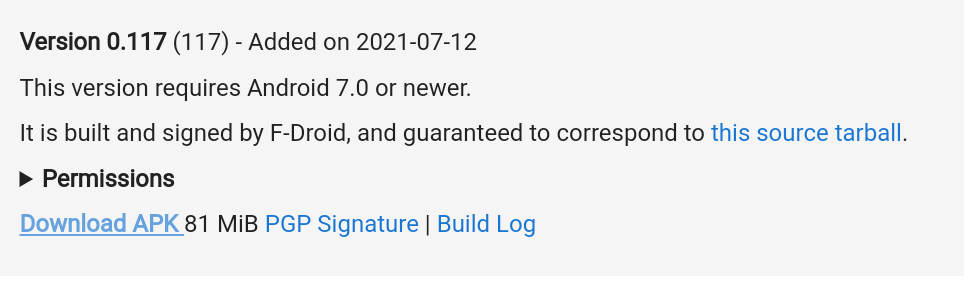 Version 0.117 (117) - Added on 2021-07-12
This version requires Android 7.0 or newer.
It is built and signed by F-Droid, and guaranteed to correspond to this source tarball.
Permissions
Download APK 81 MiB PGP Signature | Build Log